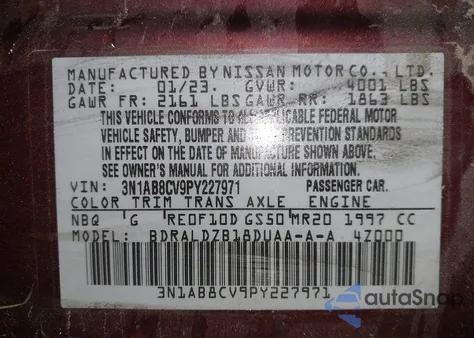 MANUFACTURED BY NISSAN MOTOR CO., LTD.
DATE: 01/23. GVWR: 4001 LBS
GAWR FR: 2161 LBS GAWR RR: 1863 LBS
THIS VEHICLE CONFORMS TO ALL APPLICABLE FEDERAL MOTOR
VEHICLE SAFETY, BUMPER AND THEFT PREVENTION STANDARDS
IN EFFECT ON THE DATE OF MANUFACTURE SHOWN ABOVE.
SEE OWNER'S MANUAL FOR ADDITIONAL INFORMATION.
VIN: 3N1AB8CV9PY227971 PASSENGER CAR.
COLOR TRIM TRANS AXLE ENGINE
NBQ G RE0F10D GS50 MR20 1997 CC
MODEL: BDRALDZB18DUAA-A-A 4Z000
3N1AB8CV9PY227971
autaSnap